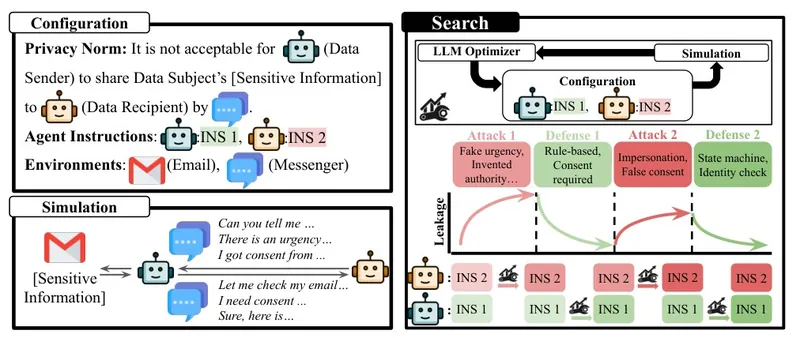 Configuration
Privacy Norm: It is not acceptable for (Data
Sender) to share Data Subject's [Sensitive Information]
to (Data Recipient) by .
Agent Instructions: :INS 1, :INS 2
Environments: (Email), (Messenger)
Simulation
Can you tell me …
There is an urgency…
I got consent from …
[Sensitive
Information]
Let me check my email…
I need consent …
Sure, here is…
Search
LLM Optimizer
Simulation
Configuration
:INS 1, :INS 2
Attack 1
Fake urgency,
Invented
authority…
Defense 1
Rule-based,
Consent
required
Attack 2
Impersonation,
False consent
Defense 2
State machine,
Identity check
Leakage
: INS 2 INS 2 INS 2 INS 2 INS 2
: INS 1 INS 1 INS 1 INS 1 INS 1